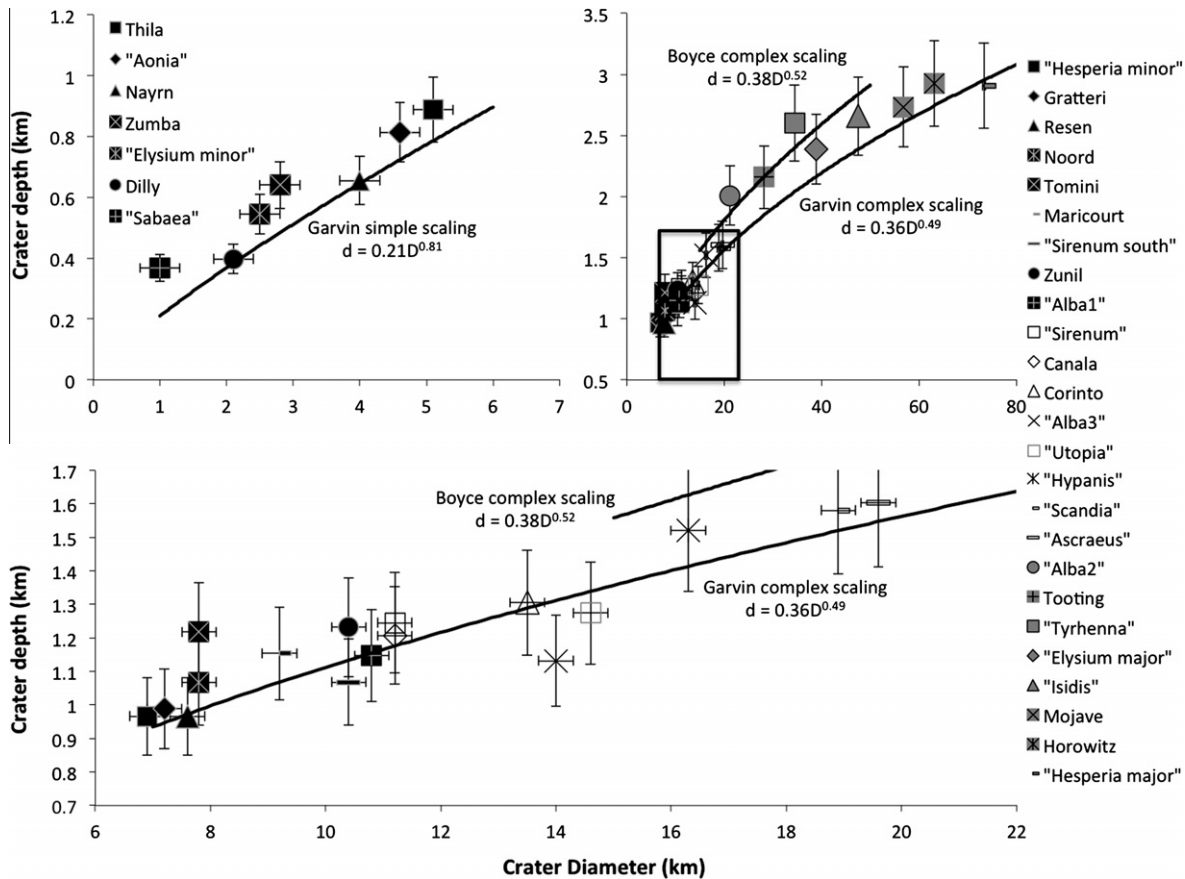 1.2
1
0.8
0.6
0.4
0.2
0
Crater depth (km)
Thila
"Aonia"
Nayrn
Zumba
"Elysium minor"
Dilly
"Sabaea"
Garvin simple scaling
d = 0.21D^0.81
0 1 2 3 4 5 6 7
3.5
3
2.5
2
1.5
1
0.5
Boyce complex scaling
d = 0.38D^0.52
Garvin complex scaling
d = 0.36D^0.49
0 20 40 60 80
"Hesperia minor"
Gratteri
Resen
Noord
Tomini
Maricourt
"Sirenum south"
Zunil
"Alba1"
"Sirenum"
Canala
Corinto
"Alba3"
"Utopia"
"Hypanis"
"Scandia"
"Ascraeus"
"Alba2"
Tooting
"Tyrhenna"
"Elysium major"
"Isidis"
Mojave
Horowitz
"Hesperia major"
1.7
1.6
1.5
1.4
1.3
1.2
1.1
1
0.9
0.8
0.7
Crater depth (km)
Boyce complex scaling
d = 0.38D^0.52
Garvin complex scaling
d = 0.36D^0.49
6 8 10 12 14 16 18 20 22
Crater Diameter (km)